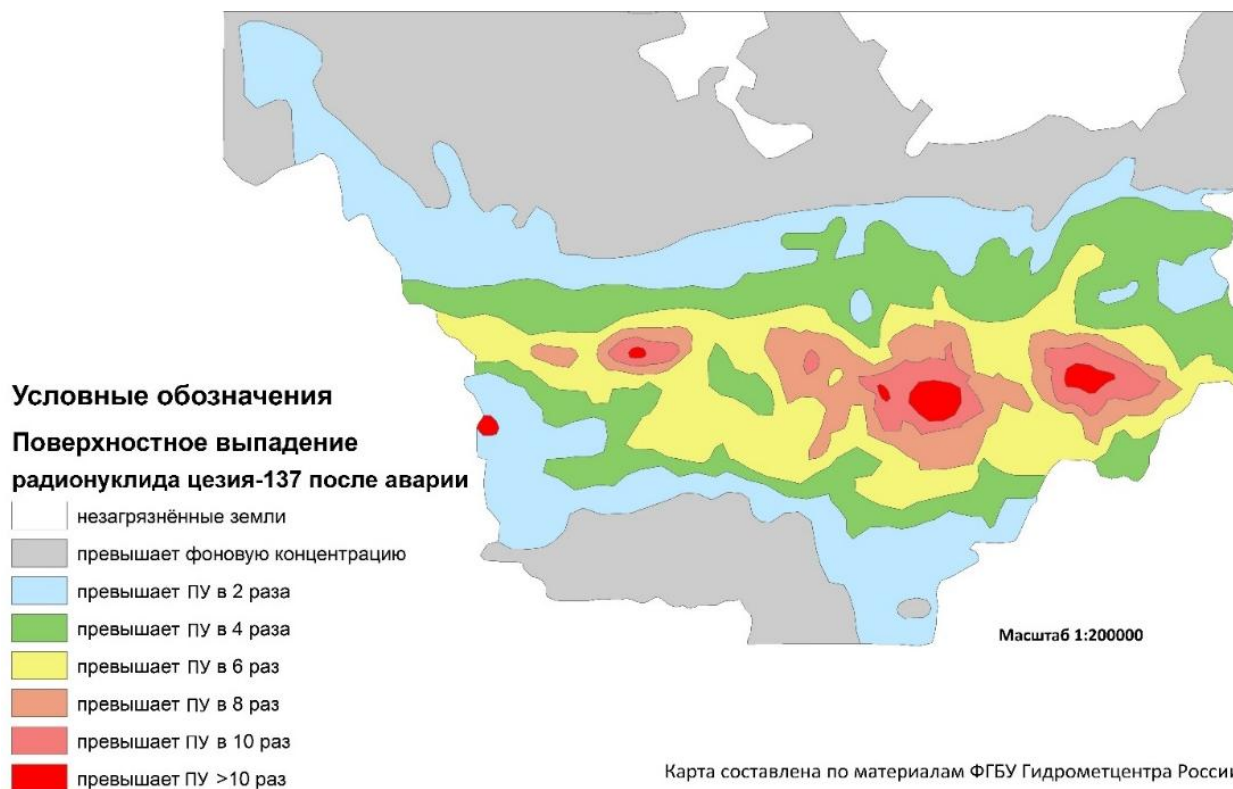 Условные обозначения
Поверхностное выпадение
радионуклида цезия-137 после аварии
незагрязнённые земли
превышает фоновую концентрацию
превышает ПУ в 2 раза
превышает ПУ в 4 раза
превышает ПУ в 6 раз
превышает ПУ в 8 раз
превышает ПУ в 10 раз
превышает ПУ >10 раз
Масштаб 1:200000
Карта составлена по материалам ФГБУ Гидрометцентра России